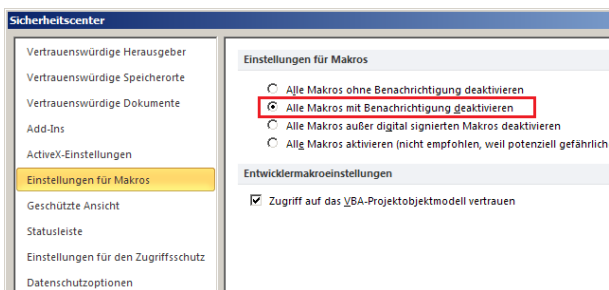 Sicherheitscenter
Vertrauenswürdige Herausgeber
Vertrauenswürdige Speicherorte
Vertrauenswürdige Dokumente
Add-Ins
ActiveX-Einstellungen
Einstellungen für Makros
Geschützte Ansicht
Statusleiste
Einstellungen für den Zugriffsschutz
Datenschutzoptionen
Einstellungen für Makros
Alle Makros ohne Benachrichtigung deaktivieren
Alle Makros mit Benachrichtigung deaktivieren
Alle Makros außer digital signierten Makros deaktivieren
Alle Makros aktivieren (nicht empfohlen, weil potenziell gefährlich
Entwicklermakroeinstellungen
Zugriff auf das VBA-Projektobjektmodell vertrauen